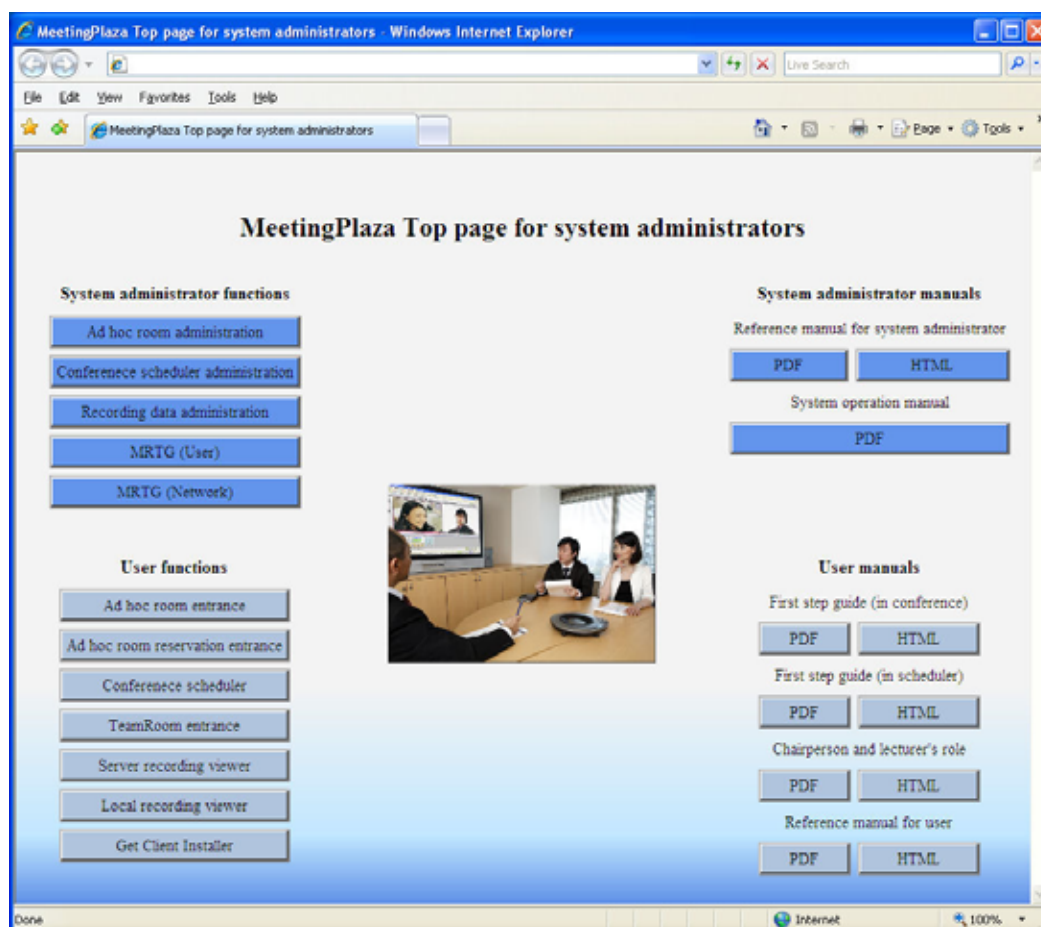 MeetingPlaza Top page for system administrators - Windows Internet Explorer
Live Search
File Edit View Favorites Tools Help
MeetingPlaza Top page for system administrators
Page Tools
MeetingPlaza Top page for system administrators
System administrator functions
Ad hoc room administration
Conferenece scheduler administration
Recording data administration
MRTG (User)
MRTG (Network)
System administrator manuals
Reference manual for system administrator
PDF HTML
System operation manual
PDF
User functions
Ad hoc room entrance
Ad hoc room reservation entrance
Conferenece scheduler
TeamRoom entrance
Server recording viewer
Local recording viewer
Get Client Installer
User manuals
First step guide (in conference)
PDF HTML
First step guide (in scheduler)
PDF HTML
Chairperson and lecturer's role
PDF HTML
Reference manual for user
PDF HTML
Done Internet 100%